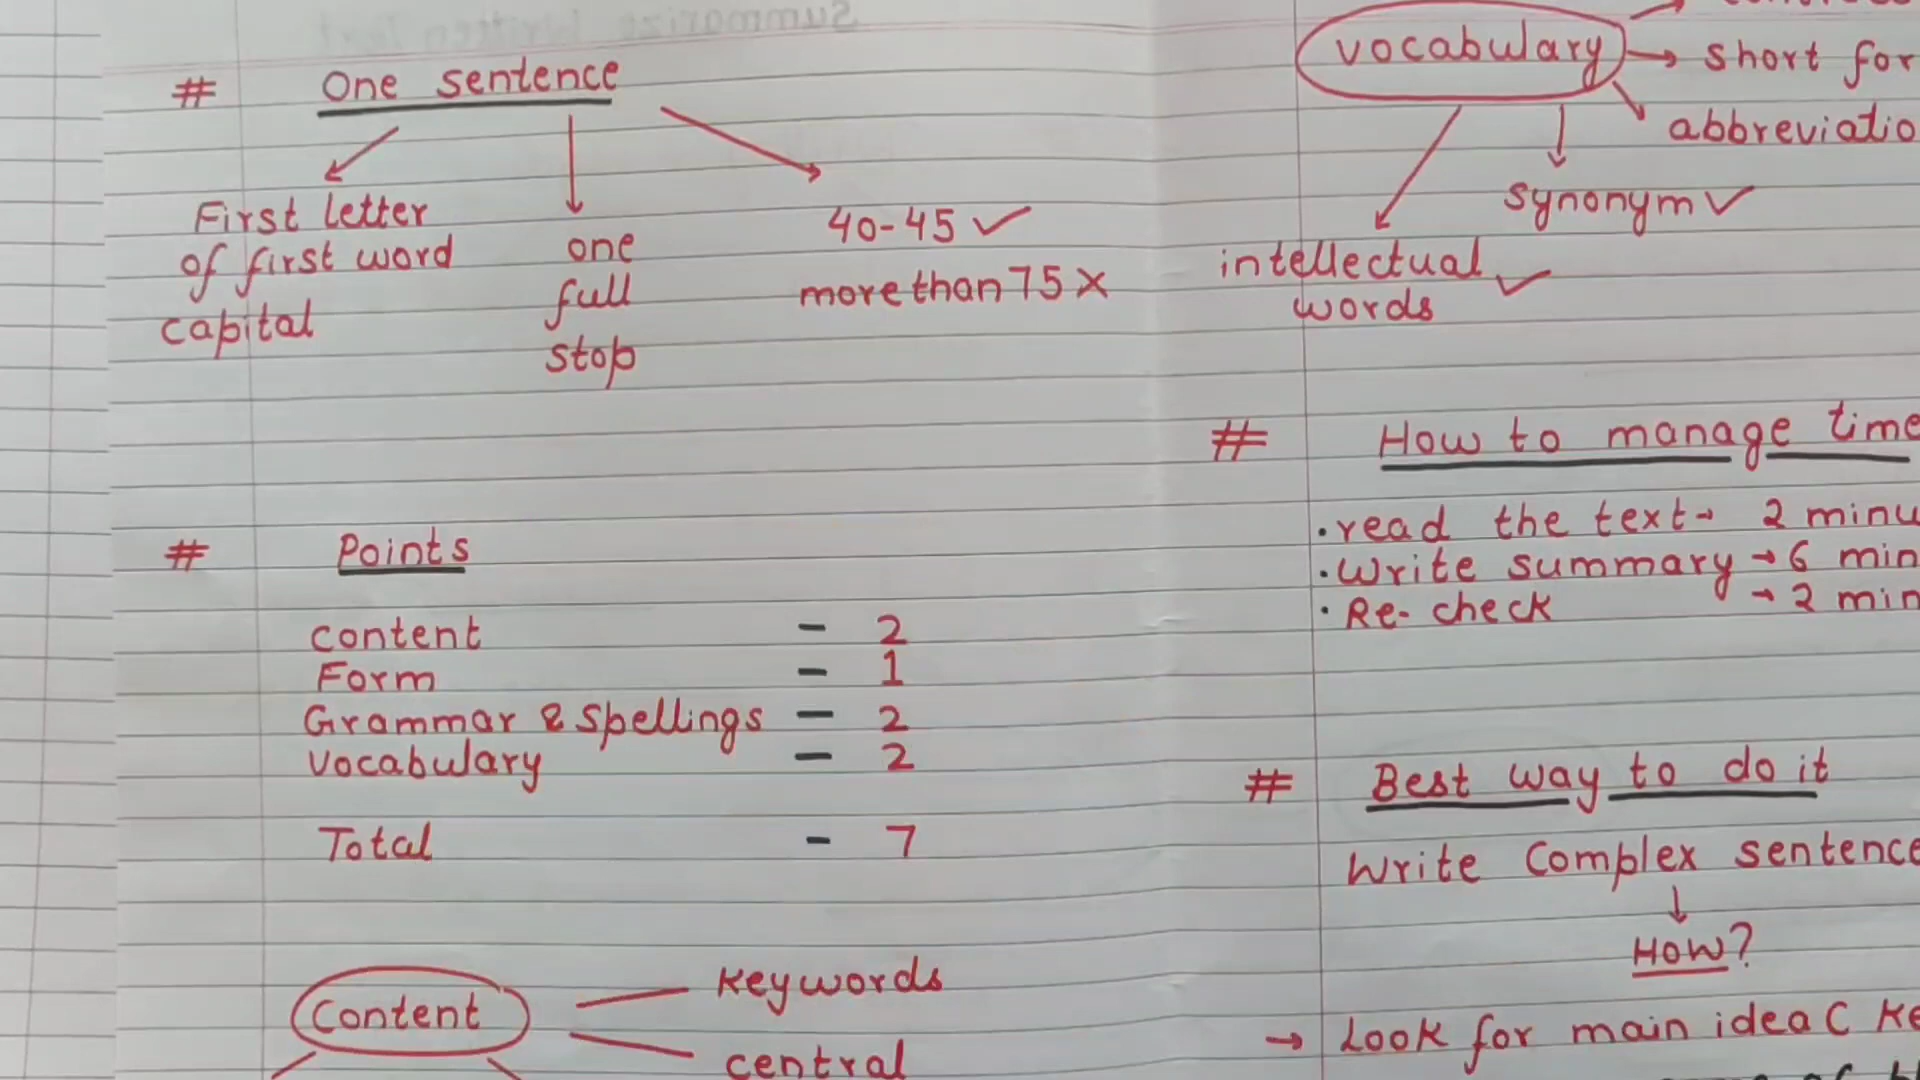 # One sentence
First letter
of first word
capital
one
full
stop
40-45 ✓
more than 75 ×
# Points
content - 2
Form - 1
Grammar & spellings - 2
vocabulary - 2
Total - 7
content
keywords
central
vocabulary
→ short for
abbreviatio
synonym ✓
intellectual
words ✓
# How to manage time
• read the text → 2 minu
• write summary → 6 min
• Re-check → 2 min
# Best way to do it
Write Complex sentence
↓
How?
→ Look for main idea ( Ke